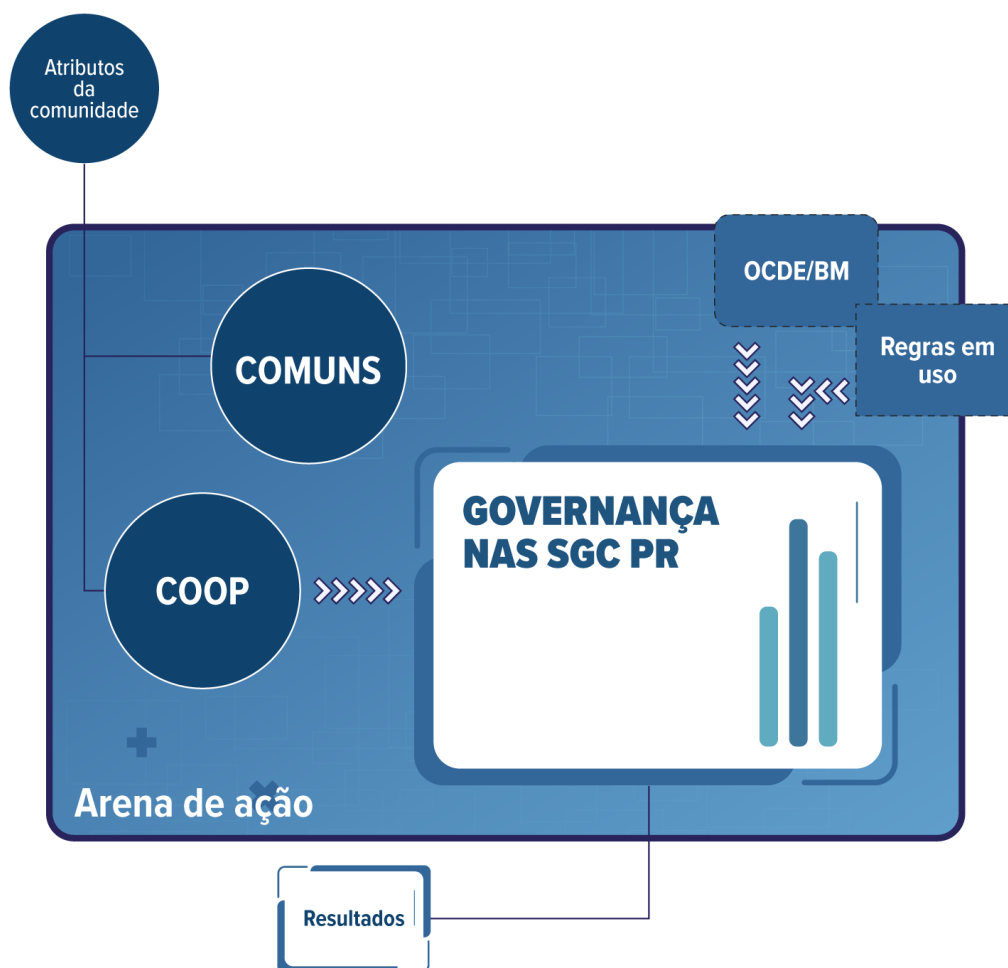 Atributos
da
comunidade
OCDE/BM
Regras em
uso
COMUNS
GOVERNANÇA
NAS SGC PR
COOP
Arena de ação
Resultados